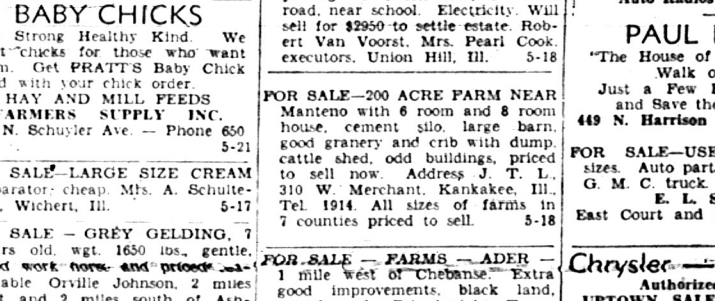 BABY CHICKS
Strong Healthy Kind. We
chicks for those who want
Get PRATTS Baby Chick
with your chick order.
HAY AND MILL FEEDS
FARMERS SUPPLY INC.
N. Schuyler Ave. — Phone 650
5-21
SALE—LARGE SIZE CREAM
cheap. Mrs. A. Schulte-
Wichert, Ill. 5-17
SALE — GREY GELDING, 7
old, wgt. 1650 lbs., gentle,
work horse and priced
Orville Johnson, 2 miles
and 2 miles south of
road, near school. Electricity. Will
sell for $2950 to settle estate. Rob-
ert Van Voorst, Mrs. Pearl Cook.
executors, Union Hill, Ill. 5-18
FOR SALE—200 ACRE FARM NEAR
Manteno with 6 room and 8 room
house, cement silo, large barn,
good granery and crib with dump,
cattle shed, odd buildings, priced
to sell now. Address J. T. L.,
310 W. Merchant, Kankakee, Ill.,
Tel. 1914. All sizes of farms in
7 counties priced to sell. 5-18
FOR SALE — FARMS — ADER —
1 mile west of Chebanse. Extra
good improvements, black land,
PAUL
"The House of
Walk
Just a Few
and Save the
449 N. Harrison
FOR SALE—USE
sizes. Auto part
G. M. C. truck.
E. L.
East Court and
Chrysler —
Authorized
UPTOWN